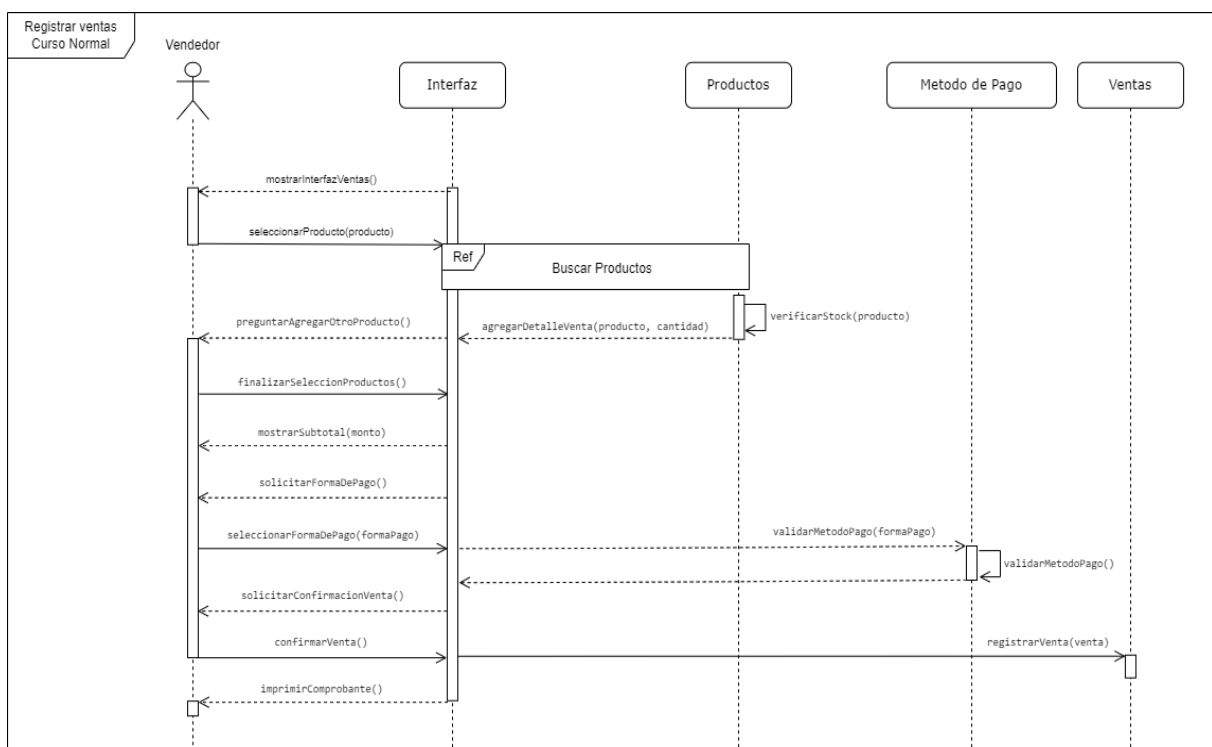 Registrar ventas
Curso Normal
Vendedor
Interfaz
Productos
Metodo de Pago
Ventas
mostrarInterfazVentas()
seleccionarProducto(producto)
Ref
Buscar Productos
verificarStock(producto)
preguntarAgregarOtroProducto()
agregarDetalleVenta(producto, cantidad)
finalizarSeleccionProductos()
mostrarSubtotal(monto)
solicitarFormaDePago()
seleccionarFormaDePago(formaPago)
validarMetodoPago(formaPago)
validarMetodoPago()
solicitarConfirmacionVenta()
confirmarVenta()
registrarVenta(venta)
imprimirComprobante()